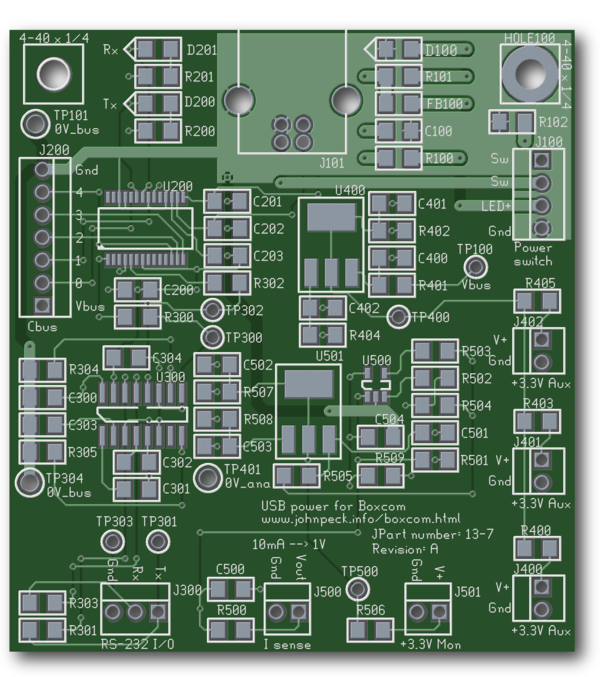 4-40 x 1/4
Rx
D201
R201
Tx
D200
R200
TP101
0V_bus
J101
D100
R101
FB100
C100
R100
HOLE100
4-40 x 1/4
R102
J100
Sw
Sw
LED+
Gnd
Power
switch
J200
Gnd
4
3
2
1
0
Vbus
Cbus
U200
C201
C202
C203
R302
C200
R300
TP302
TP300
U400
C401
R402
C400
R401
C402
R404
TP400
TP100
Vbus
R405
J402
V+
Gnd
+3.3V Aux
R304
C300
C303
R305
C304
U300
C302
C301
TP304
0V_bus
C502
R507
R508
C503
TP401
0V_ana
U501
U500
R503
R502
R504
C501
R501
C504
R509
R505
R403
J401
V+
Gnd
+3.3V Aux
USB power for Boxcom
www.johnpeck.info/boxcom.html
JPart number: 13-7
Revision: A
10mA --> 1V
TP303
TP301
Gnd
Rx
Tx
J300
R303
R301
RS-232 I/O
C500
R500
Gnd
Vout
J500
I sense
TP500
R506
Gnd
V+
J501
+3.3V Mon
R400
J400
V+
Gnd
+3.3V Aux